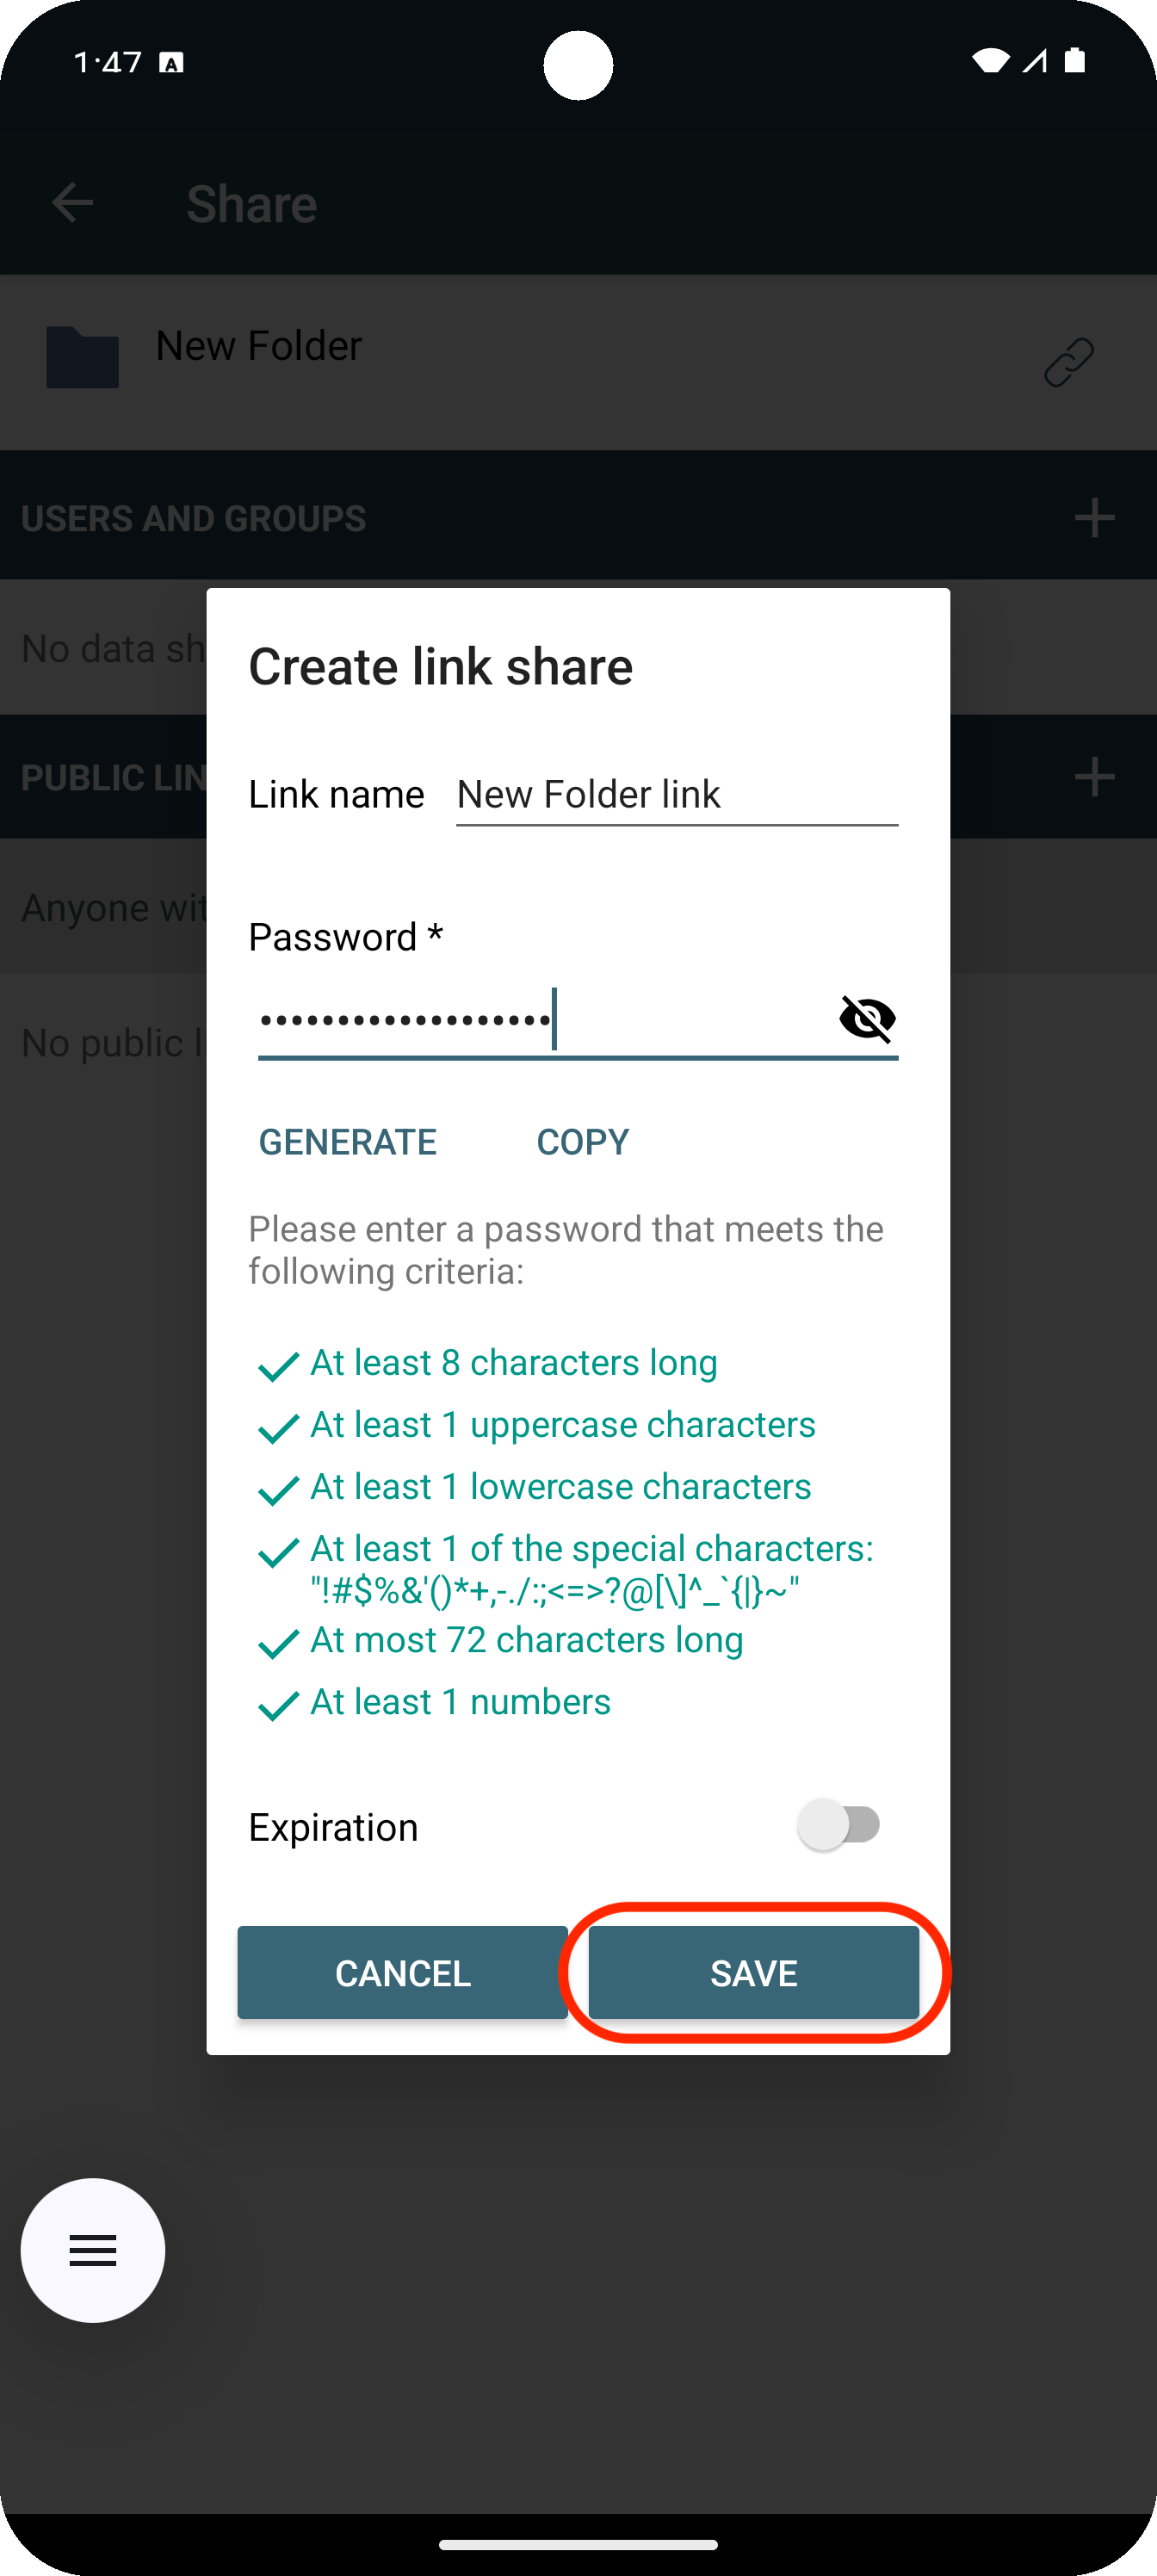 1:47 A
Share
New Folder
USERS AND GROUPS
No data sh
PUBLIC LIN
Anyone wit
No public l
Create link share
Link name New Folder link
Password *
•••••••••••••••••••
GENERATE COPY
Please enter a password that meets the
following criteria:
At least 8 characters long
At least 1 uppercase characters
At least 1 lowercase characters
At least 1 of the special characters:
"!#$%&'()*+,-./:;<=>?@[\]^_`{|}~"
At most 72 characters long
At least 1 numbers
Expiration
CANCEL SAVE